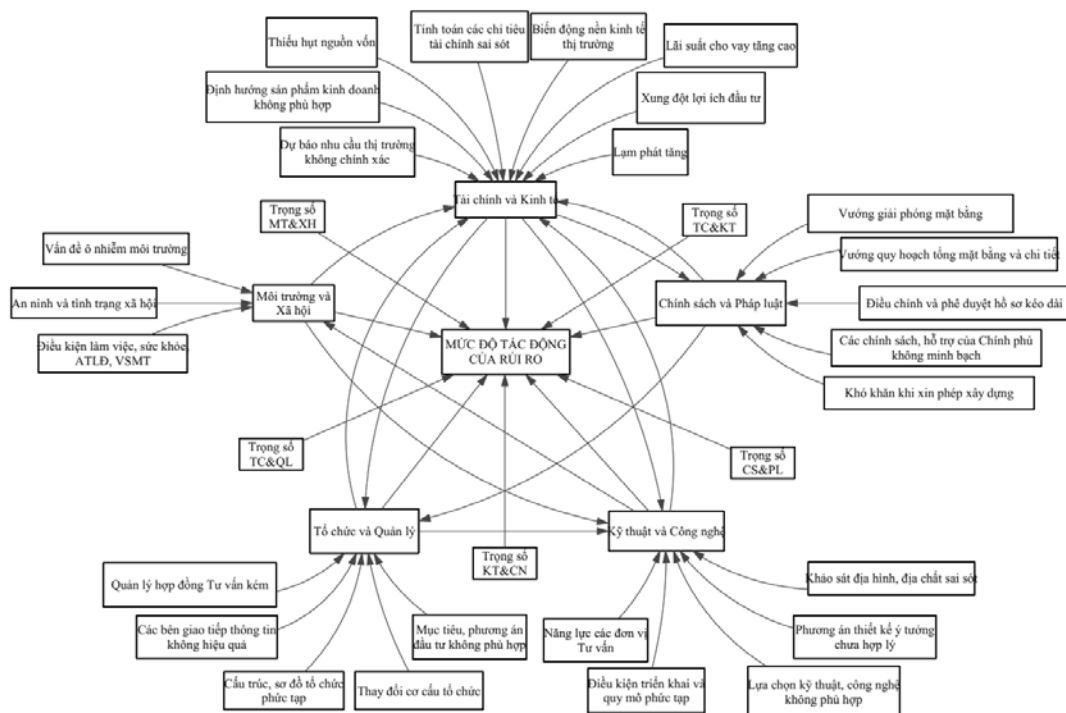 Thiếu hụt nguồn vốn
Tính toán các chỉ tiêu
tài chính sai sót
Biến động nền kinh tế
thị trường
Lãi suất cho vay tăng cao
Định hướng sản phẩm kinh doanh
không phù hợp
Xung đột lợi ích đầu tư
Dự báo nhu cầu thị trường
không chính xác
Lạm phát tăng
Tài chính và Kinh tế
Trọng số
MT&XH
Trọng số
TC&KT
Vướng giải phóng mặt bằng
Vấn đề ô nhiễm môi trường
Vướng quy hoạch tổng mặt bằng và chi tiết
An ninh và tình trạng xã hội
Môi trường và
Xã hội
Chính sách và Pháp luật
Điều chỉnh và phê duyệt hồ sơ kéo dài
Điều kiện làm việc, sức khỏe,
ATLĐ, VSMT
MỨC ĐỘ TÁC ĐỘNG
CỦA RỦI RO
Các chính sách, hỗ trợ của Chính phủ
không minh bạch
Khó khăn khi xin phép xây dựng
Trọng số
TC&QL
Trọng số
CS&PL
Tổ chức và Quản lý
Kỹ thuật và Công nghệ
Trọng số
KT&CN
Quản lý hợp đồng Tư vấn kém
Khảo sát địa hình, địa chất sai sót
Các bên giao tiếp thông tin
không hiệu quả
Mục tiêu, phương án
đầu tư không phù hợp
Năng lực các đơn vị
Tư vấn
Phương án thiết kế ý tưởng
chưa hợp lý
Cấu trúc, sơ đồ tổ chức
phức tạp
Thay đổi cơ cấu tổ chức
Điều kiện triển khai và
quy mô phức tạp
Lựa chọn kỹ thuật, công nghệ
không phù hợp